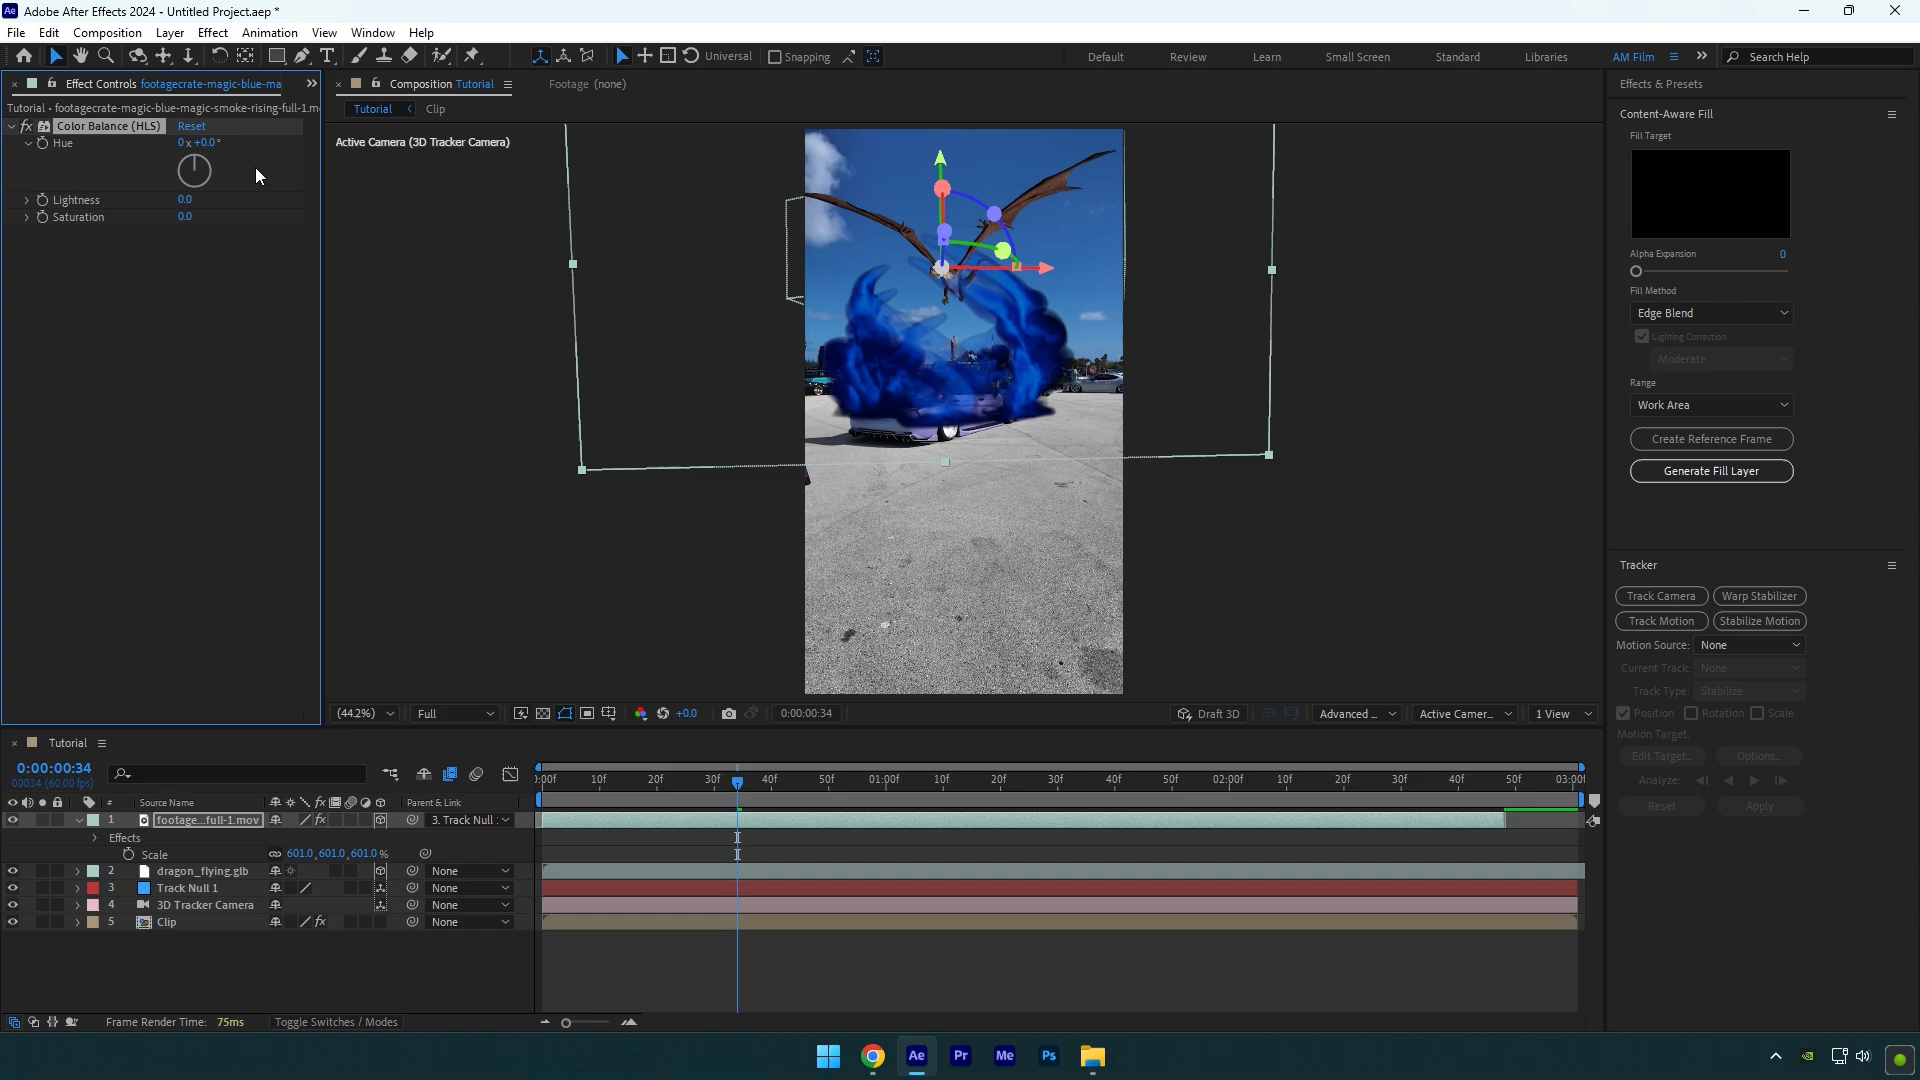 Adobe After Effects 2024 - Untitled Project.aep *
File Edit Composition Layer Effect Animation View Window Help
Universal Snapping Default Review Learn Small Screen Standard Libraries AM Film Search Help
Effect Controls footagecrate-magic-blue-ma
Tutorial • footagecrate-magic-blue-magic-smoke-rising-full-1.m
fx Color Balance (HLS) Reset
Hue 0x+0.0°
Lightness 0.0
Saturation 0.0
Composition Tutorial
Footage (none)
Tutorial Clip
Active Camera (3D Tracker Camera)
(44.2%) Full +0.0 0:00:00:34 Draft 3D Advanced ... Active Camer... 1 View
Effects & Presets
Content-Aware Fill
Fill Target
Alpha Expansion 0
Fill Method
Edge Blend
Lighting Correction
Moderate
Range
Work Area
Create Reference Frame
Generate Fill Layer
Tracker
Track Camera Warp Stabilizer
Track Motion Stabilize Motion
Motion Source: None
Current Track: None
Track Type: Stabilize
Position Rotation Scale
Motion Target:
Edit Target... Options...
Analyze:
Reset Apply
Tutorial
0:00:00:34
00034 (60.00 fps)
:00f 10f 20f 30f 40f 50f 01:00f 10f 20f 30f 40f 50f 02:00f 10f 20f 30f 40f 50f 03:00f
# Source Name fx Parent & Link
1 footage...full-1.mov fx 3. Track Null :
Effects
Scale 601.0,601.0,601.0%
2 dragon_flying.glb None
3 Track Null 1 None
4 3D Tracker Camera None
5 Clip fx None
Frame Render Time: 75ms Toggle Switches / Modes
Ae Pr Me Ps